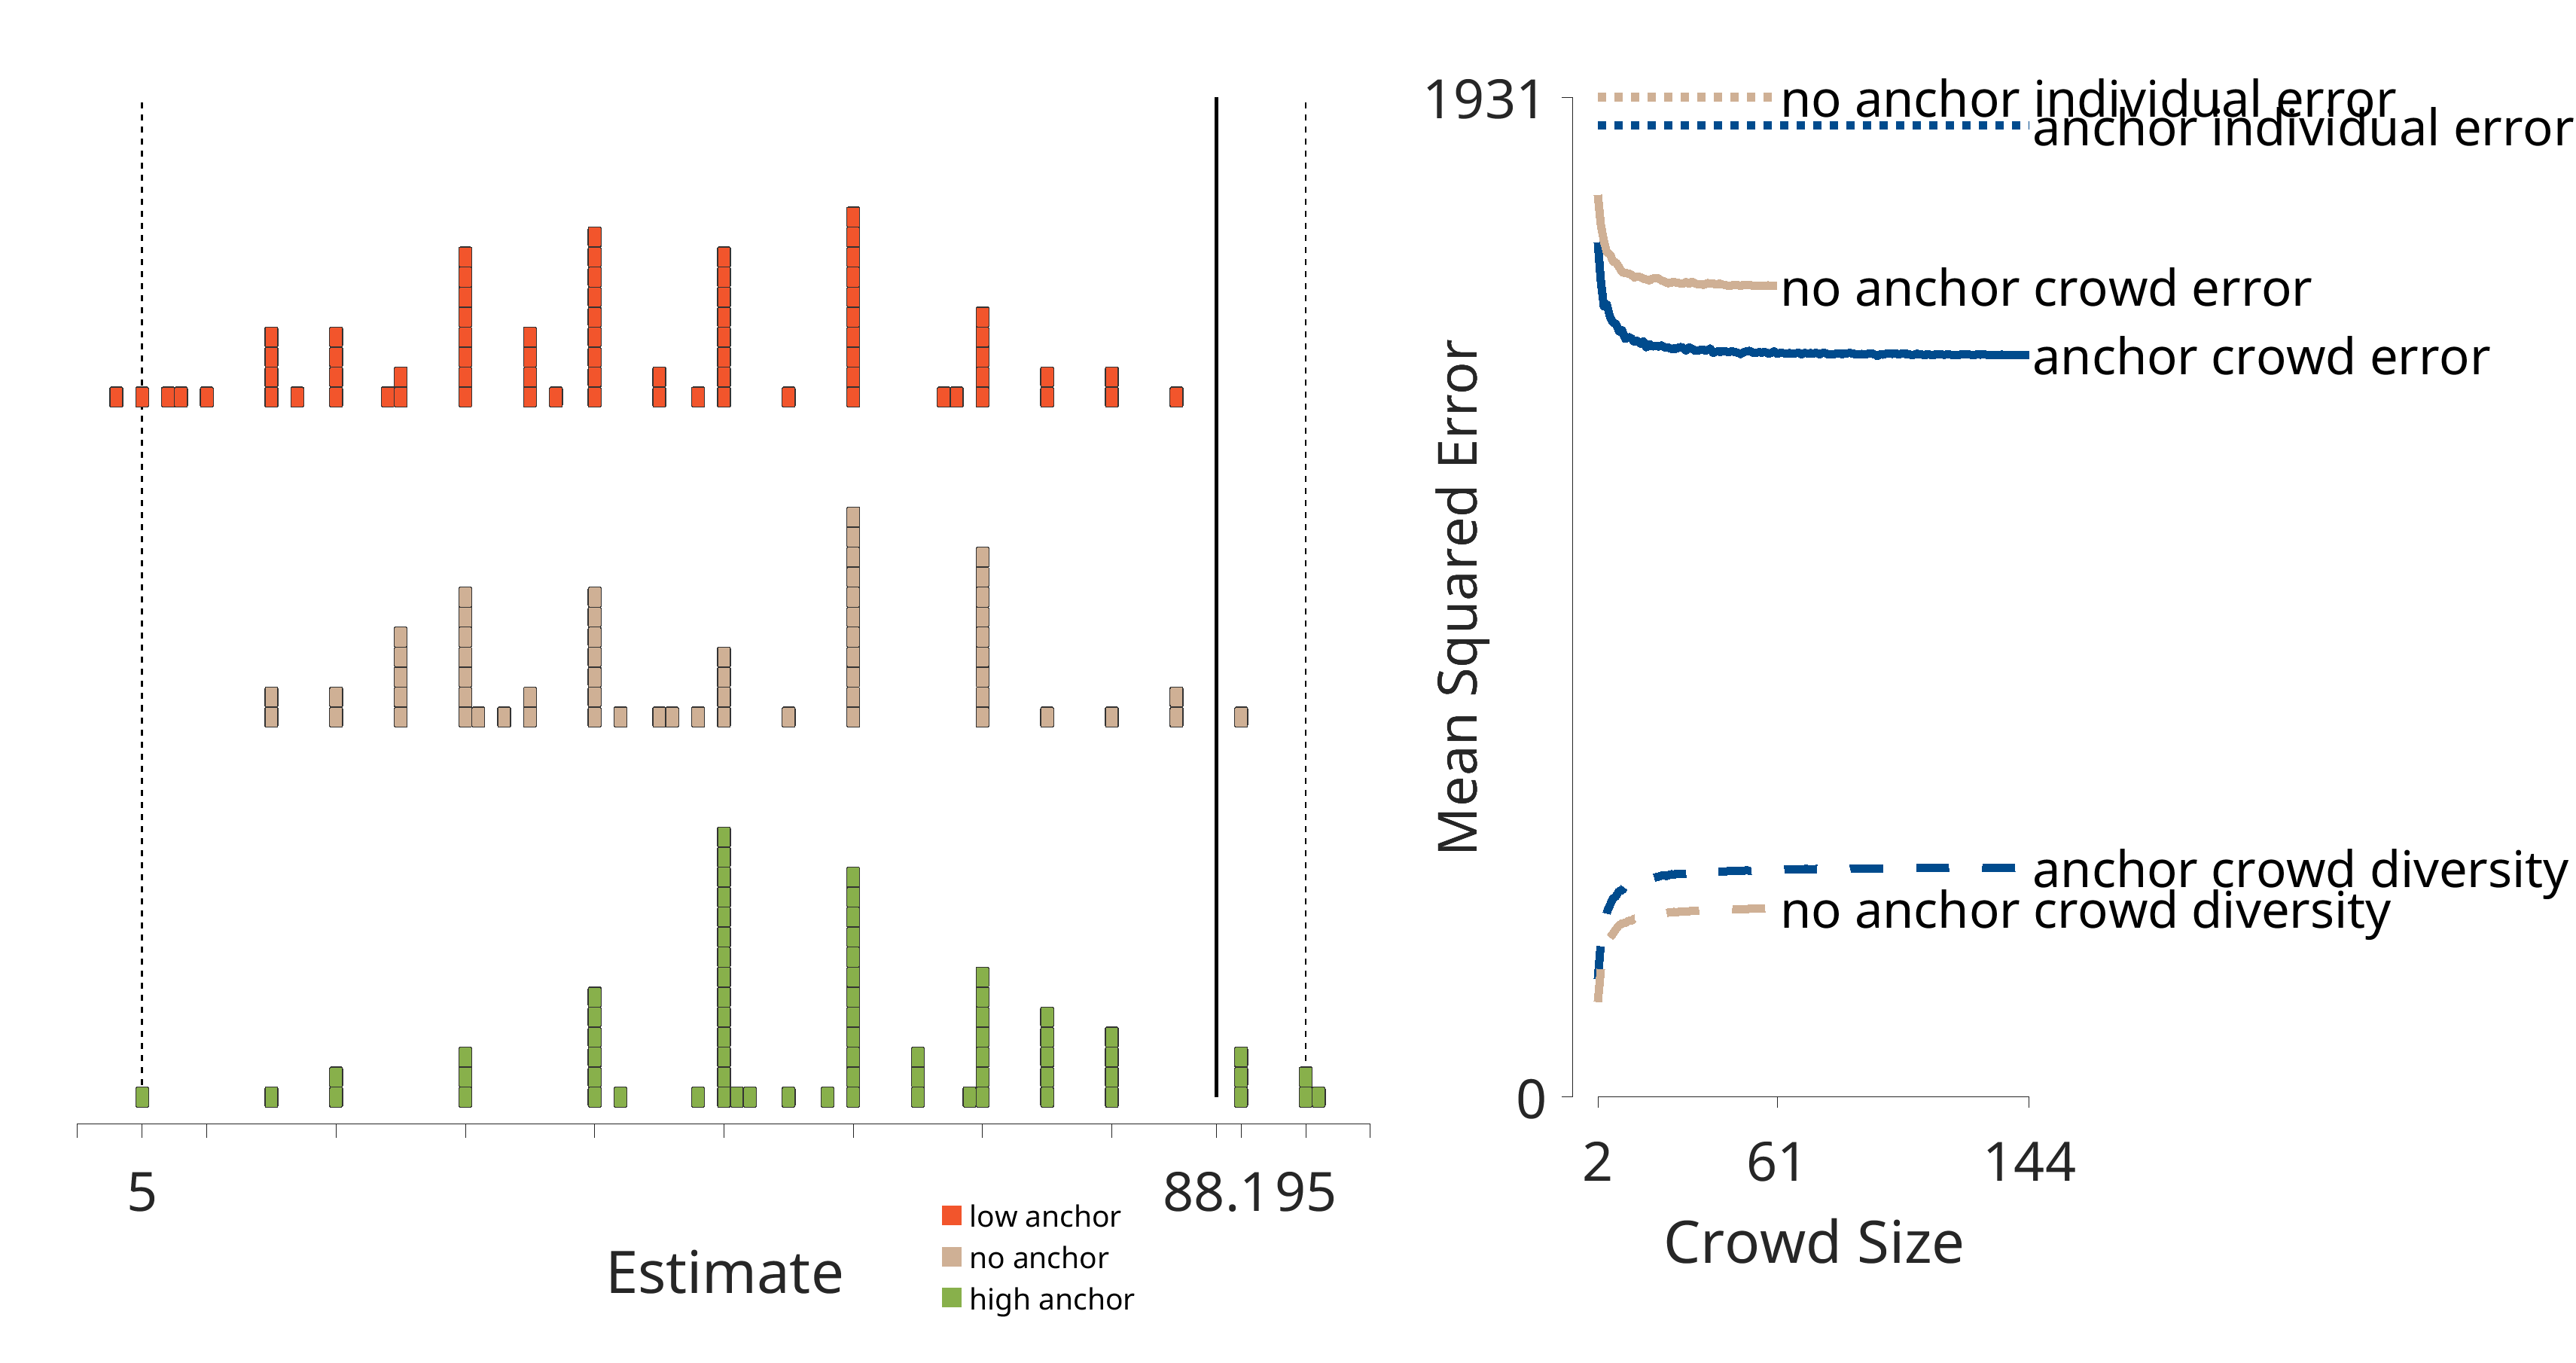 5
88.1
95
Estimate
low anchor
no anchor
high anchor
1931
0
Mean Squared Error
no anchor individual error
anchor individual error
no anchor crowd error
anchor crowd error
anchor crowd diversity
no anchor crowd diversity
2
61
144
Crowd Size